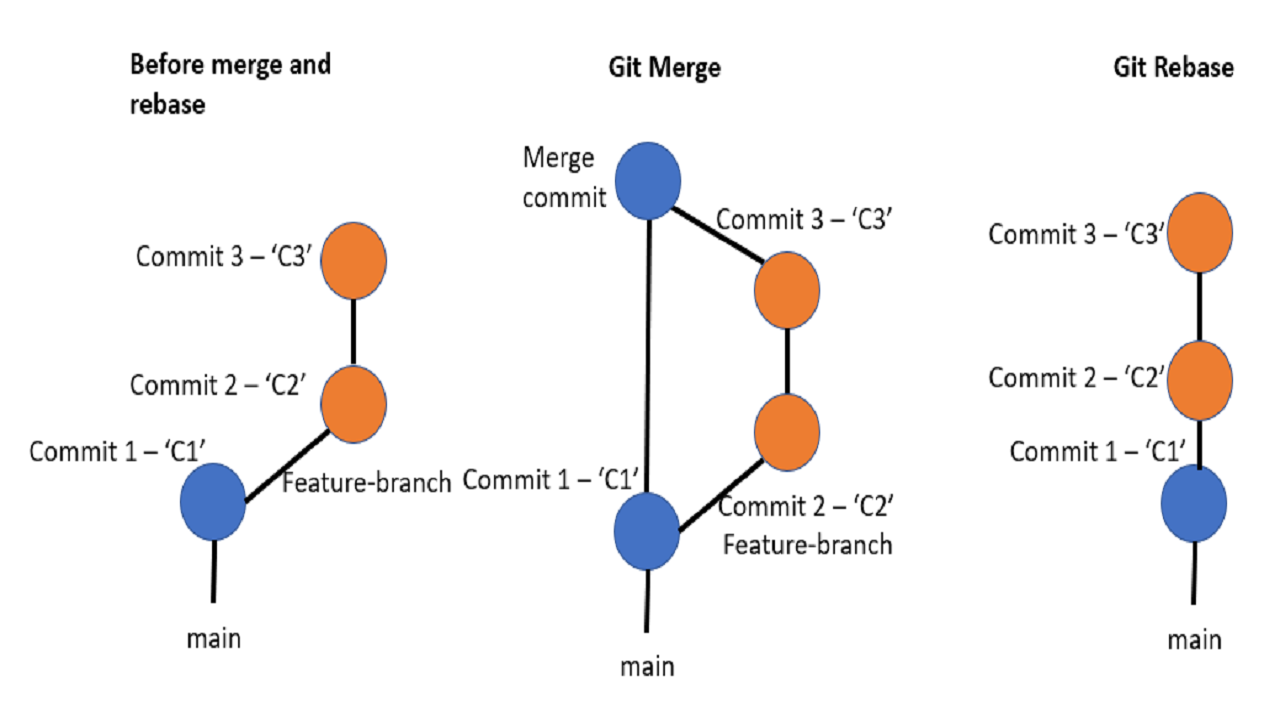 Before merge and
rebase
Commit 3 – ‘C3’
Commit 2 – ‘C2’
Commit 1 – ‘C1’
Feature-branch
main
Git Merge
Merge
commit
Commit 3 – ‘C3’
Commit 1 – ‘C1’
Commit 2 – ‘C2’
Feature-branch
main
Git Rebase
Commit 3 – ‘C3’
Commit 2 – ‘C2’
Commit 1 – ‘C1’
main